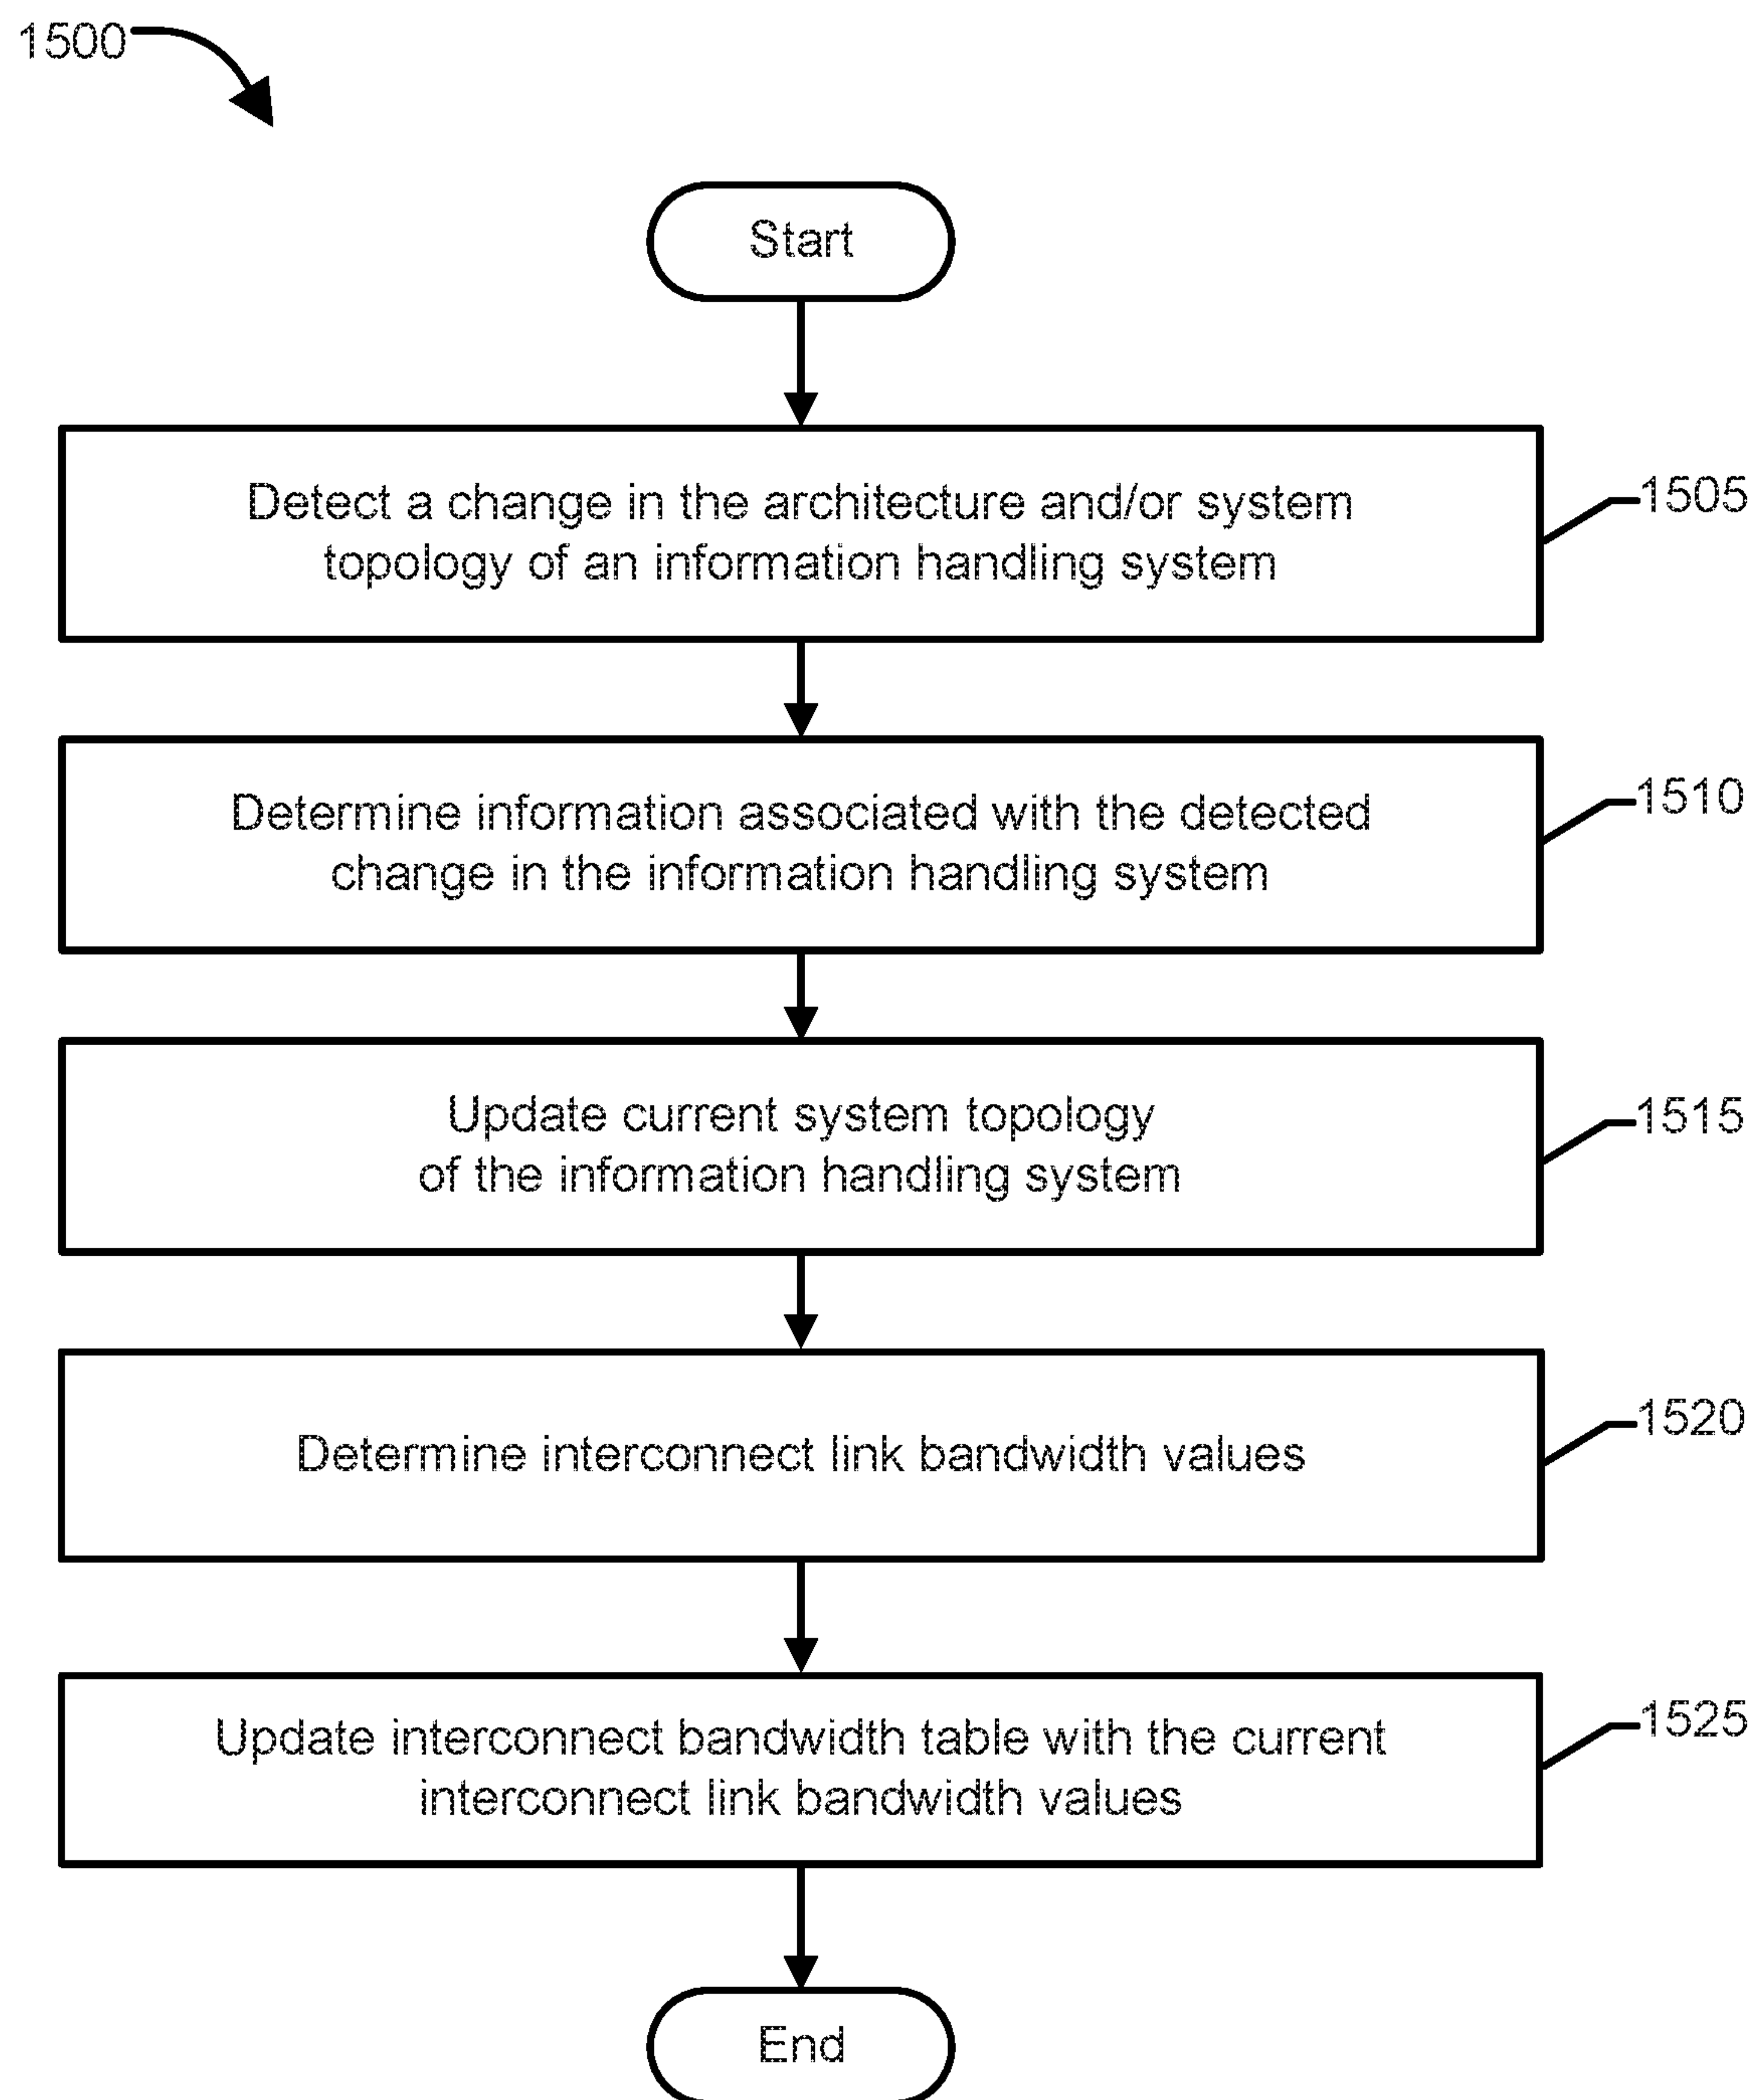 1500
Start
Detect a change in the architecture and/or system
topology of an information handling system
1505
Determine information associated with the detected
change in the information handling system
1510
Update current system topology
of the information handling system
1515
Determine interconnect link bandwidth values
1520
Update interconnect bandwidth table with the current
interconnect link bandwidth values
1525
End